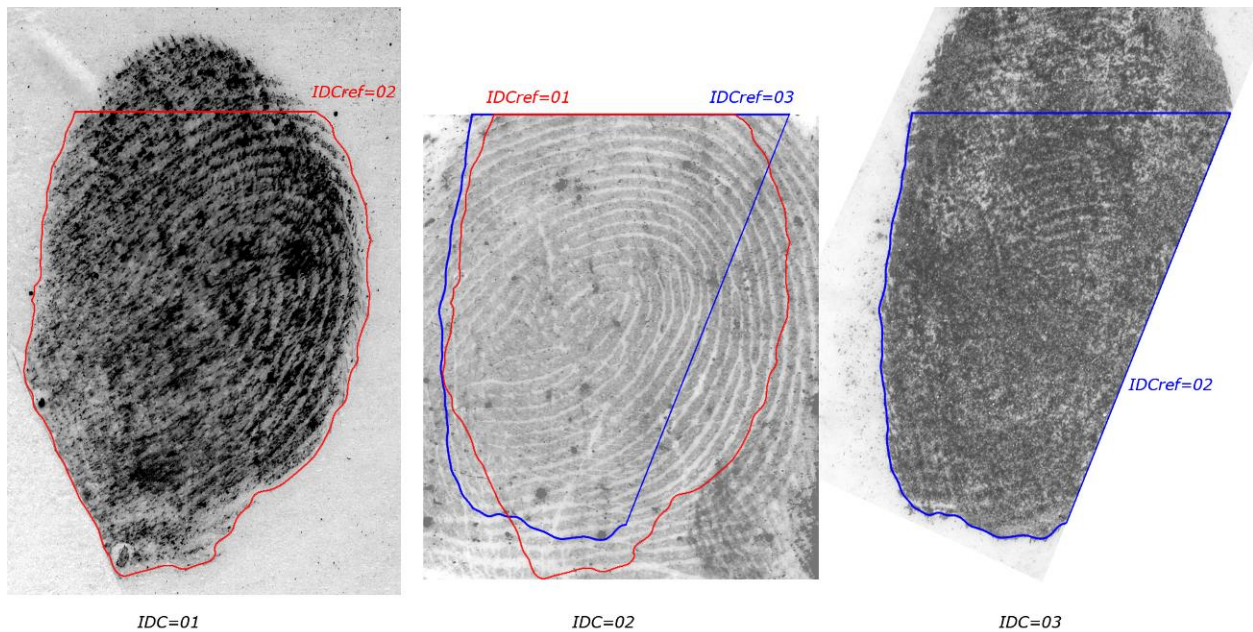 IDCref=02
IDCref=01
IDCref=03
IDCref=02
IDC=01
IDC=02
IDC=03